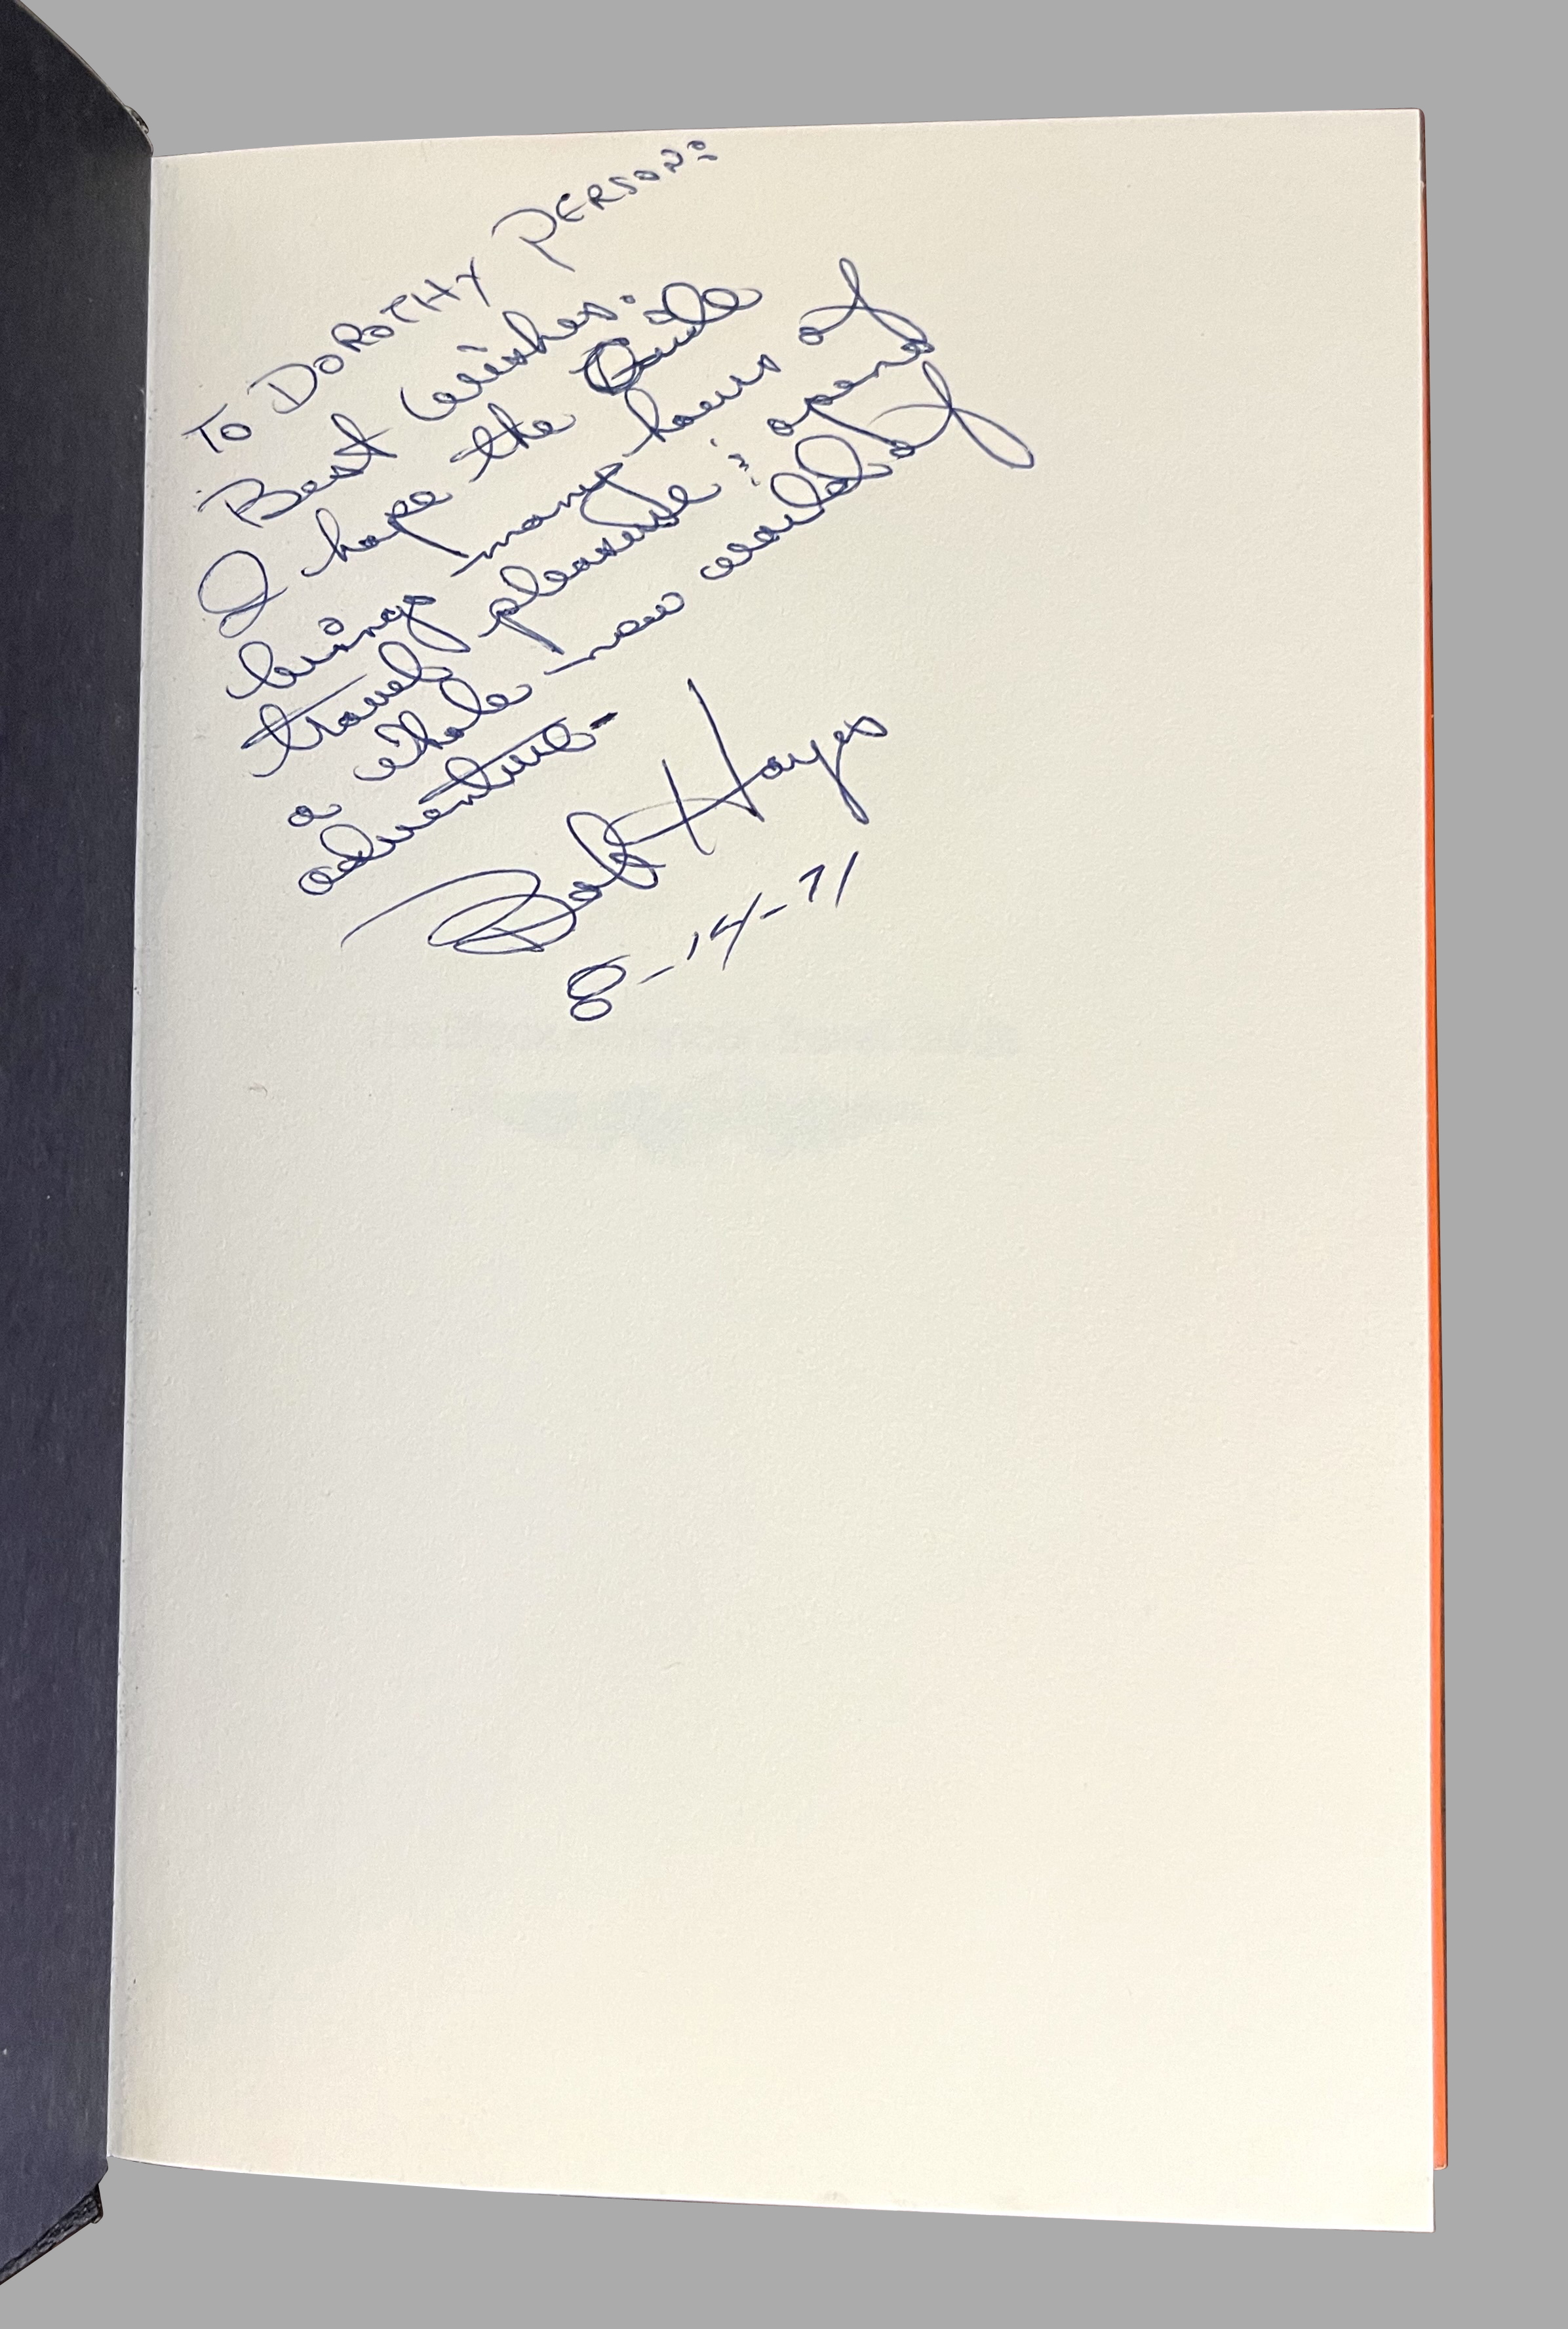 TO DOROTHY PERSON:
Best wishes.
I hope the Guide
brings many hours of
travel pleasure & opens
a whole new world of
adventure-
Bob Hayes
8-14-71